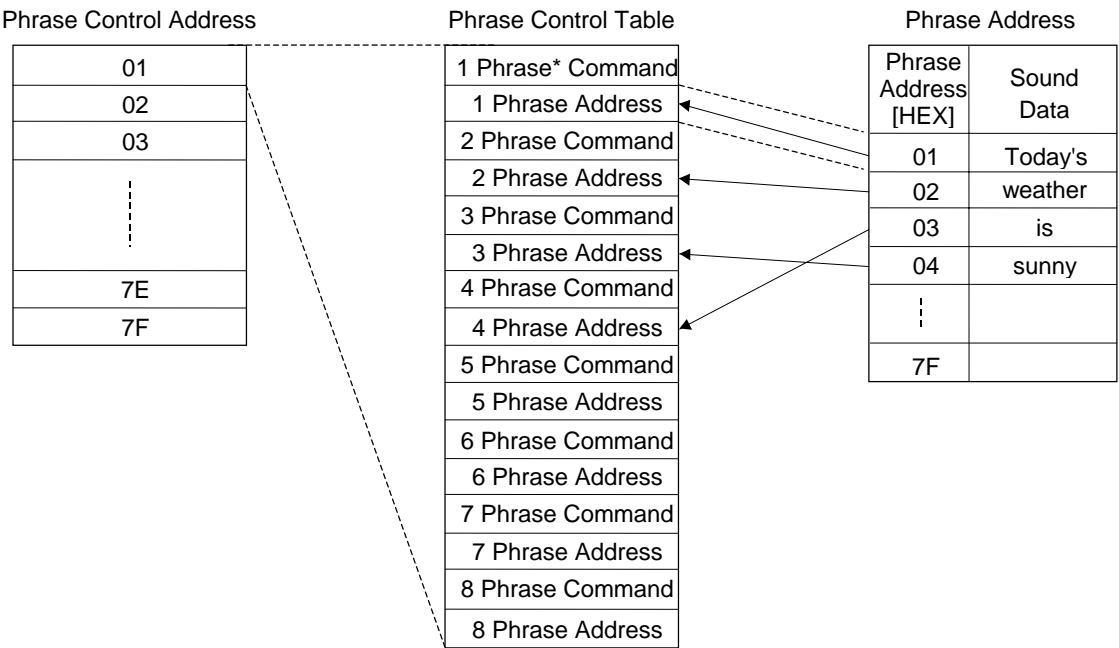 Phrase Control Address
01
02
03
7E
7F
Phrase Control Table
1 Phrase* Command
1 Phrase Address
2 Phrase Command
2 Phrase Address
3 Phrase Command
3 Phrase Address
4 Phrase Command
4 Phrase Address
5 Phrase Command
5 Phrase Address
6 Phrase Command
6 Phrase Address
7 Phrase Command
7 Phrase Address
8 Phrase Command
8 Phrase Address
Phrase Address
Phrase
Address
[HEX]
Sound
Data
01 Today's
02 weather
03 is
04 sunny
7F